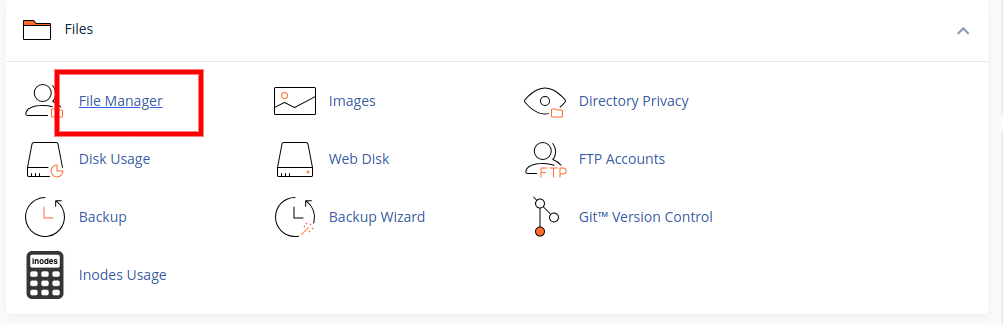 Files
File Manager
Images
Directory Privacy
Disk Usage
Web Disk
FTP Accounts
FTP
Backup
Backup Wizard
Git™ Version Control
inodes
Inodes Usage